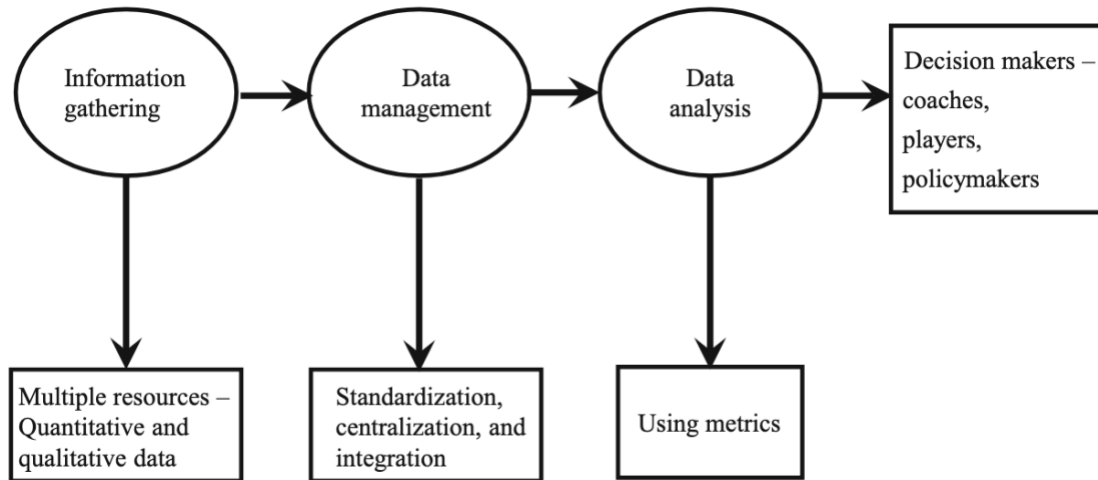 Information
gathering
Data
management
Data
analysis
Decision makers –
coaches,
players,
policymakers
Multiple resources –
Quantitative and
qualitative data
Standardization,
centralization, and
integration
Using metrics